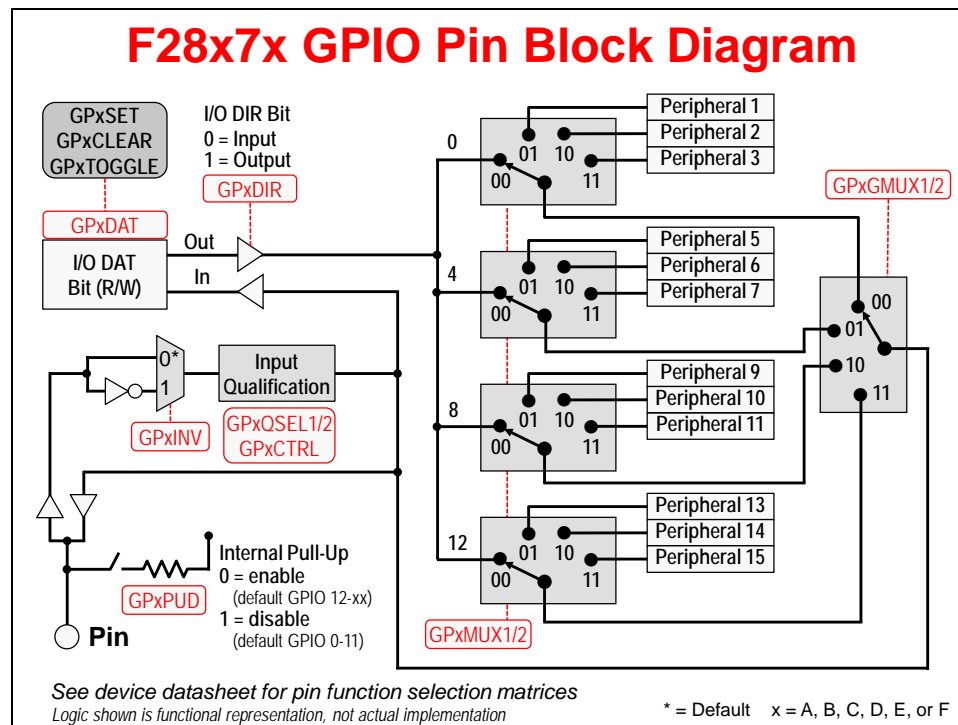 F28x7x GPIO Pin Block Diagram
GPxSET
GPxCLEAR
GPxTOGGLE
I/O DIR Bit
0 = Input
1 = Output
GPxDIR
GPxDAT
I/O DAT
Bit (R/W)
Out
In
0*
1
GPxINV
Input
Qualification
GPxQSEL1/2
GPxCTRL
Internal Pull-Up
0 = enable
(default GPIO 12-xx)
1 = disable
(default GPIO 0-11)
GPxPUD
Pin
0
00
01
10
11
Peripheral 1
Peripheral 2
Peripheral 3
4
00
01
10
11
Peripheral 5
Peripheral 6
Peripheral 7
8
00
01
10
11
Peripheral 9
Peripheral 10
Peripheral 11
12
00
01
10
11
Peripheral 13
Peripheral 14
Peripheral 15
GPxMUX1/2
GPxGMUX1/2
00
01
10
11
See device datasheet for pin function selection matrices
Logic shown is functional representation, not actual implementation
* = Default x = A, B, C, D, E, or F